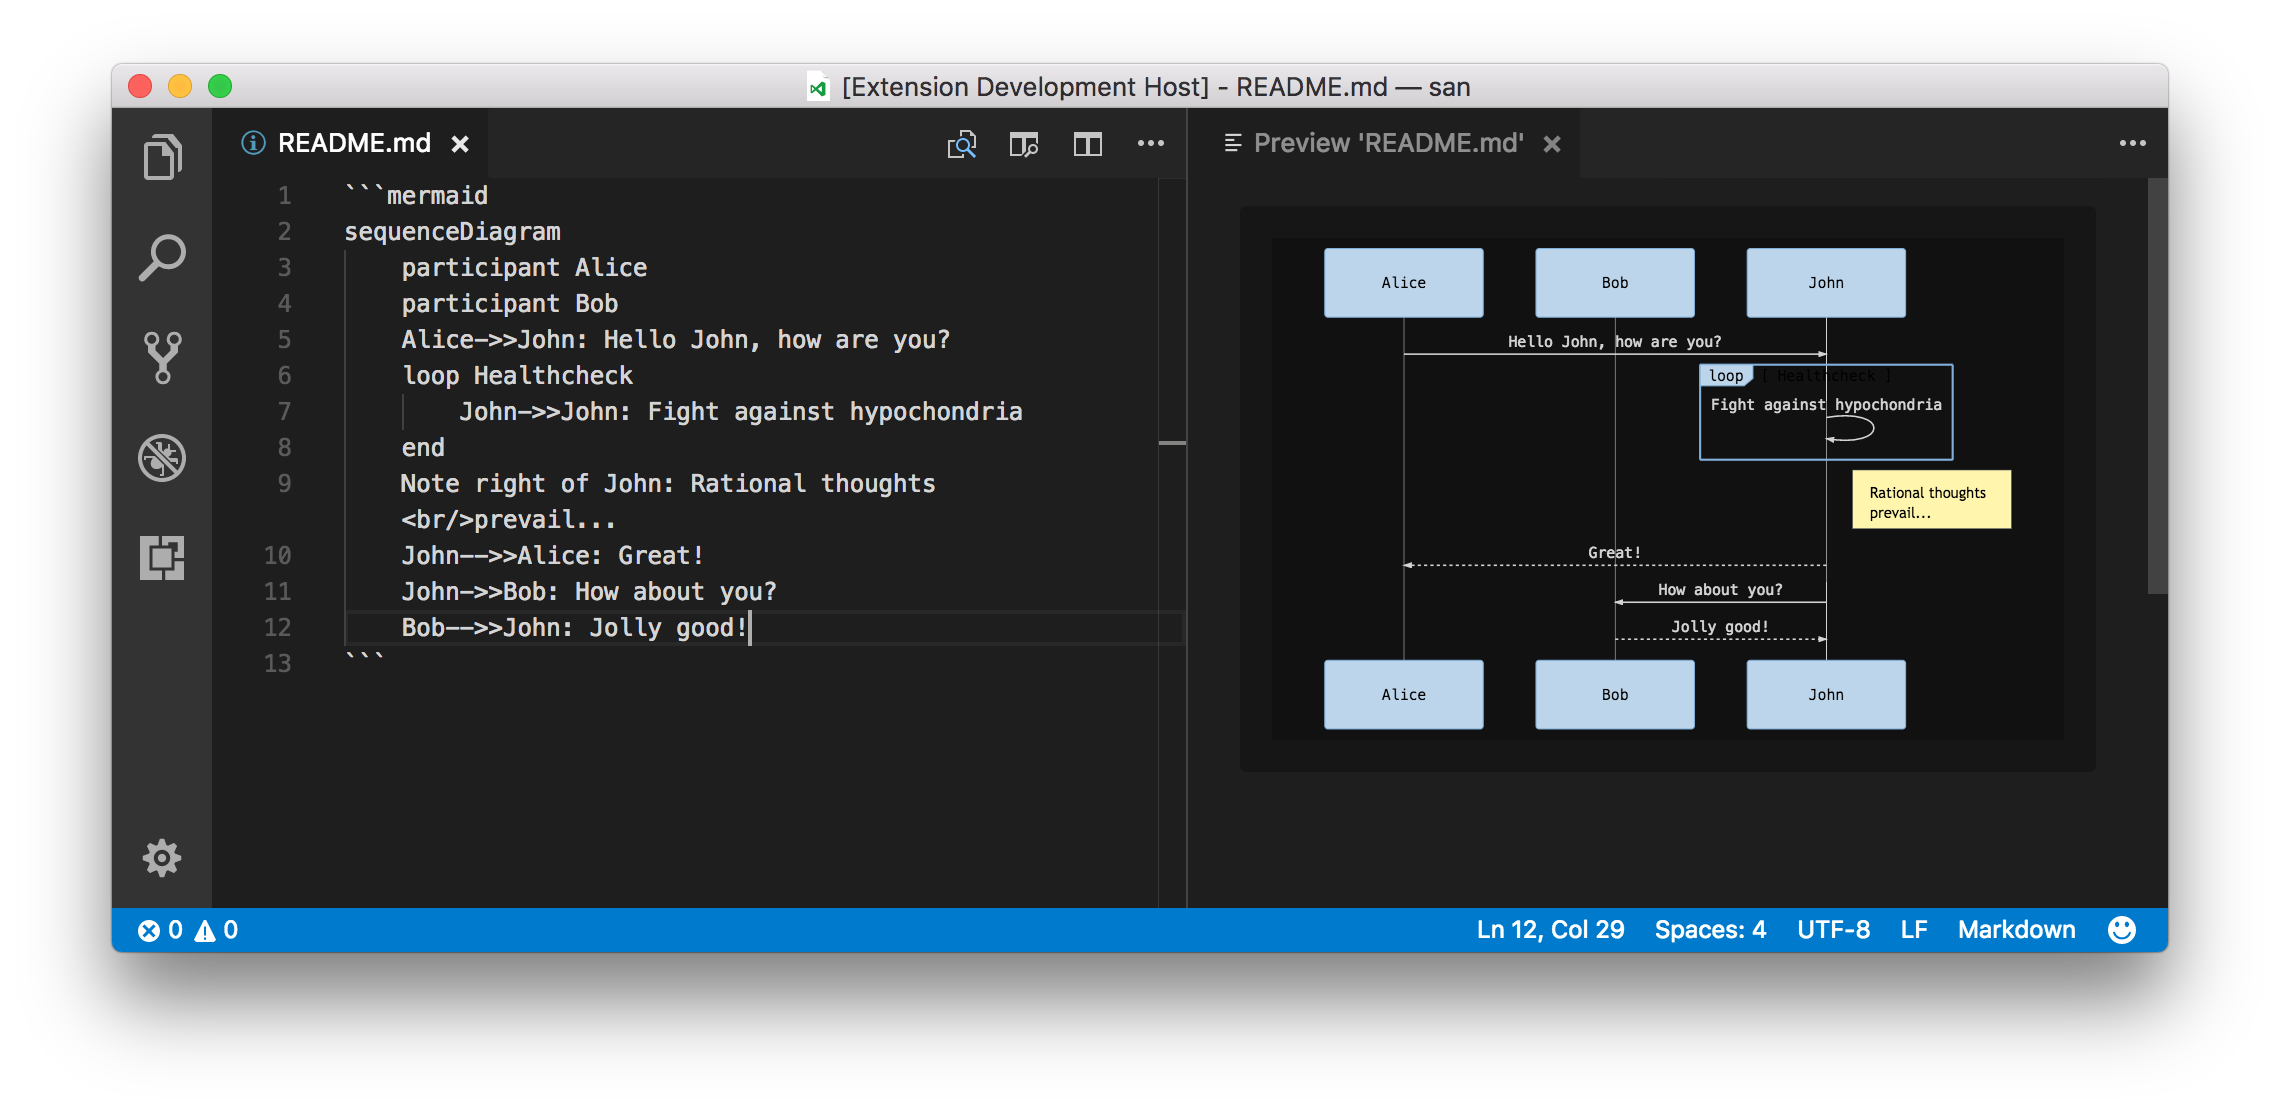 [Extension Development Host] - README.md — san
README.md
Preview 'README.md'
1 ```mermaid
2 sequenceDiagram
3 participant Alice
4 participant Bob
5 Alice->>John: Hello John, how are you?
6 loop Healthcheck
7 John->>John: Fight against hypochondria
8 end
9 Note right of John: Rational thoughts
<br/>prevail...
10 John-->>Alice: Great!
11 John->>Bob: How about you?
12 Bob-->>John: Jolly good!
13 ```
Alice Bob John
Hello John, how are you?
loop [ Healthcheck ]
Fight against hypochondria
Rational thoughts
prevail...
Great!
How about you?
Jolly good!
Alice Bob John
0 0 Ln 12, Col 29 Spaces: 4 UTF-8 LF Markdown